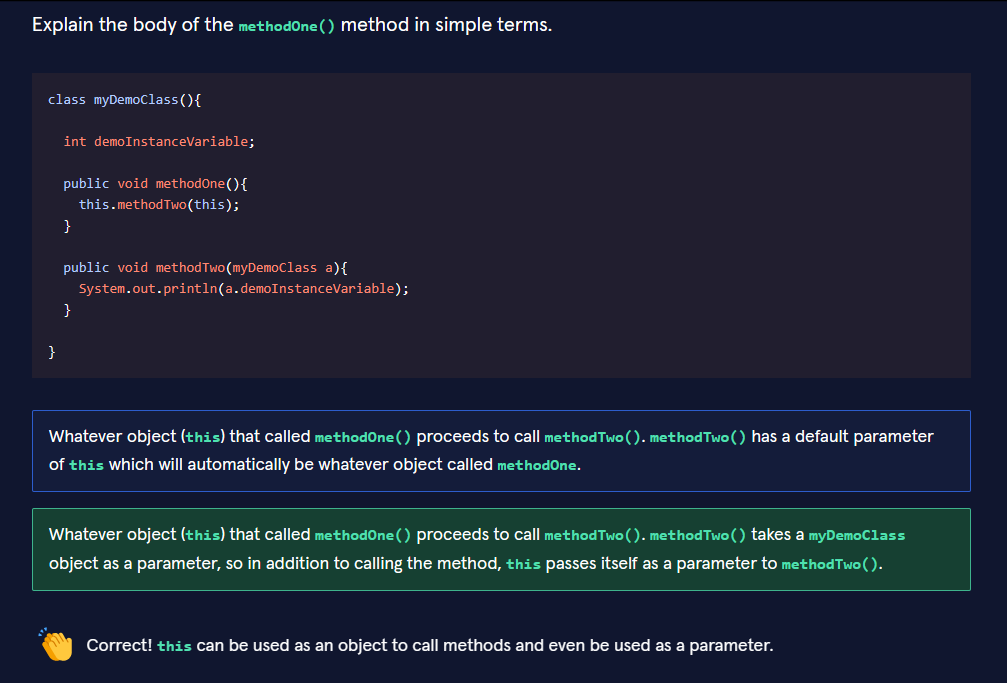 Explain the body of the methodOne() method in simple terms.
class myDemoClass(){
int demoInstanceVariable;
public void methodOne(){
this.methodTwo(this);
}
public void methodTwo(myDemoClass a){
System.out.println(a.demoInstanceVariable);
}
}
Whatever object (this) that called methodOne() proceeds to call methodTwo(). methodTwo() has a default parameter
of this which will automatically be whatever object called methodOne.
Whatever object (this) that called methodOne() proceeds to call methodTwo(). methodTwo() takes a myDemoClass
object as a parameter, so in addition to calling the method, this passes itself as a parameter to methodTwo().
Correct! this can be used as an object to call methods and even be used as a parameter.